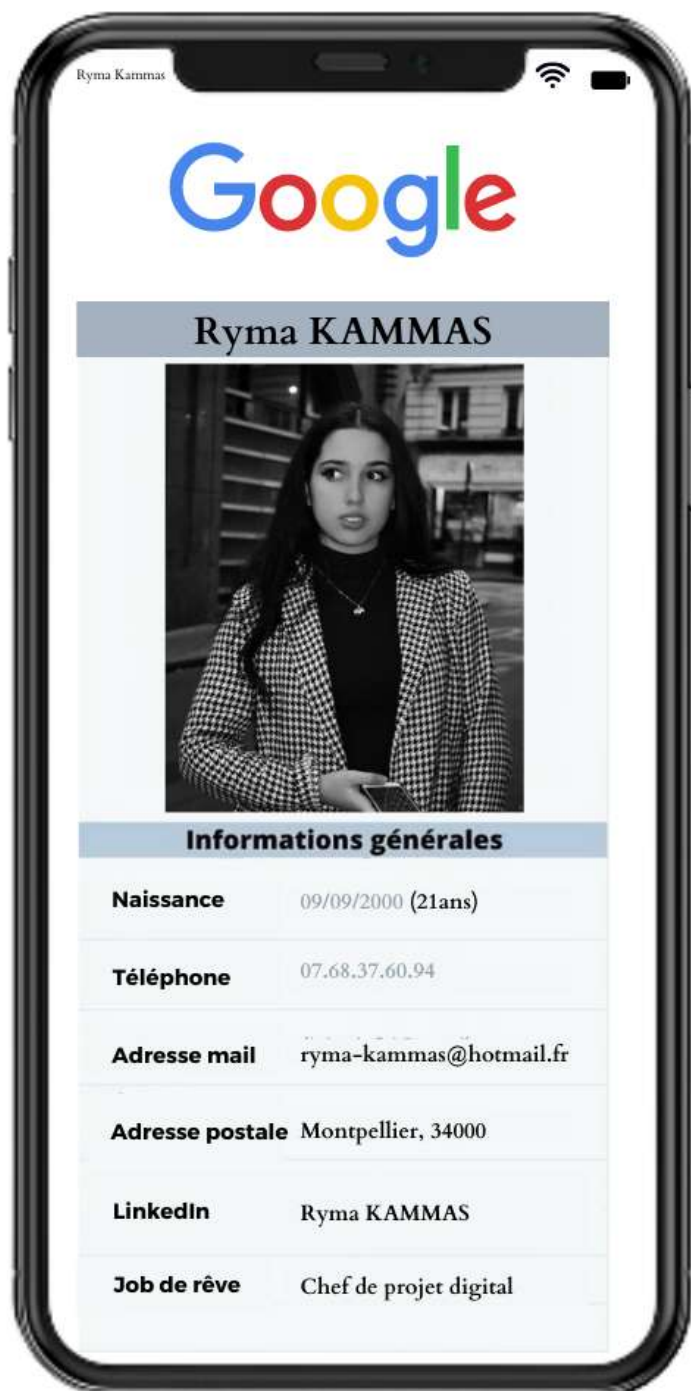 Ryma Kammas
Google
Ryma KAMMAS
Informations générales
Naissance 09/09/2000 (21ans)
Téléphone 07.68.37.60.94
Adresse mail ryma-kammas@hotmail.fr
Adresse postale Montpellier, 34000
LinkedIn Ryma KAMMAS
Job de rêve Chef de projet digital